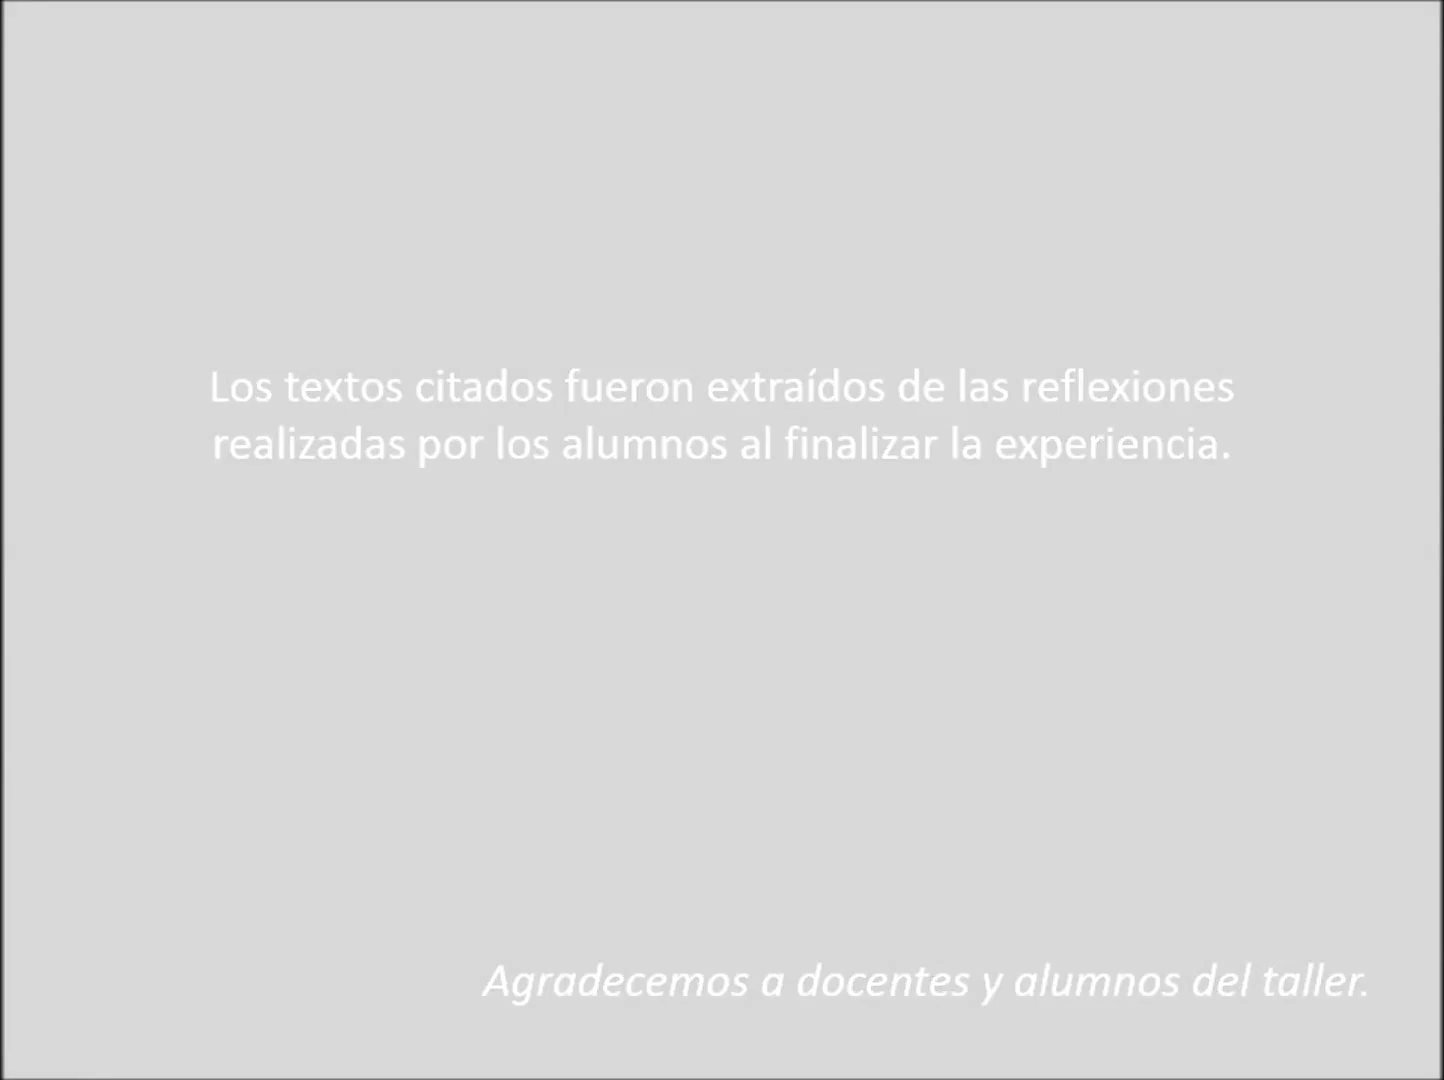 Los textos citados fueron extraídos de las reflexiones
realizadas por los alumnos al finalizar la experiencia.
Agradecemos a docentes y alumnos del taller.